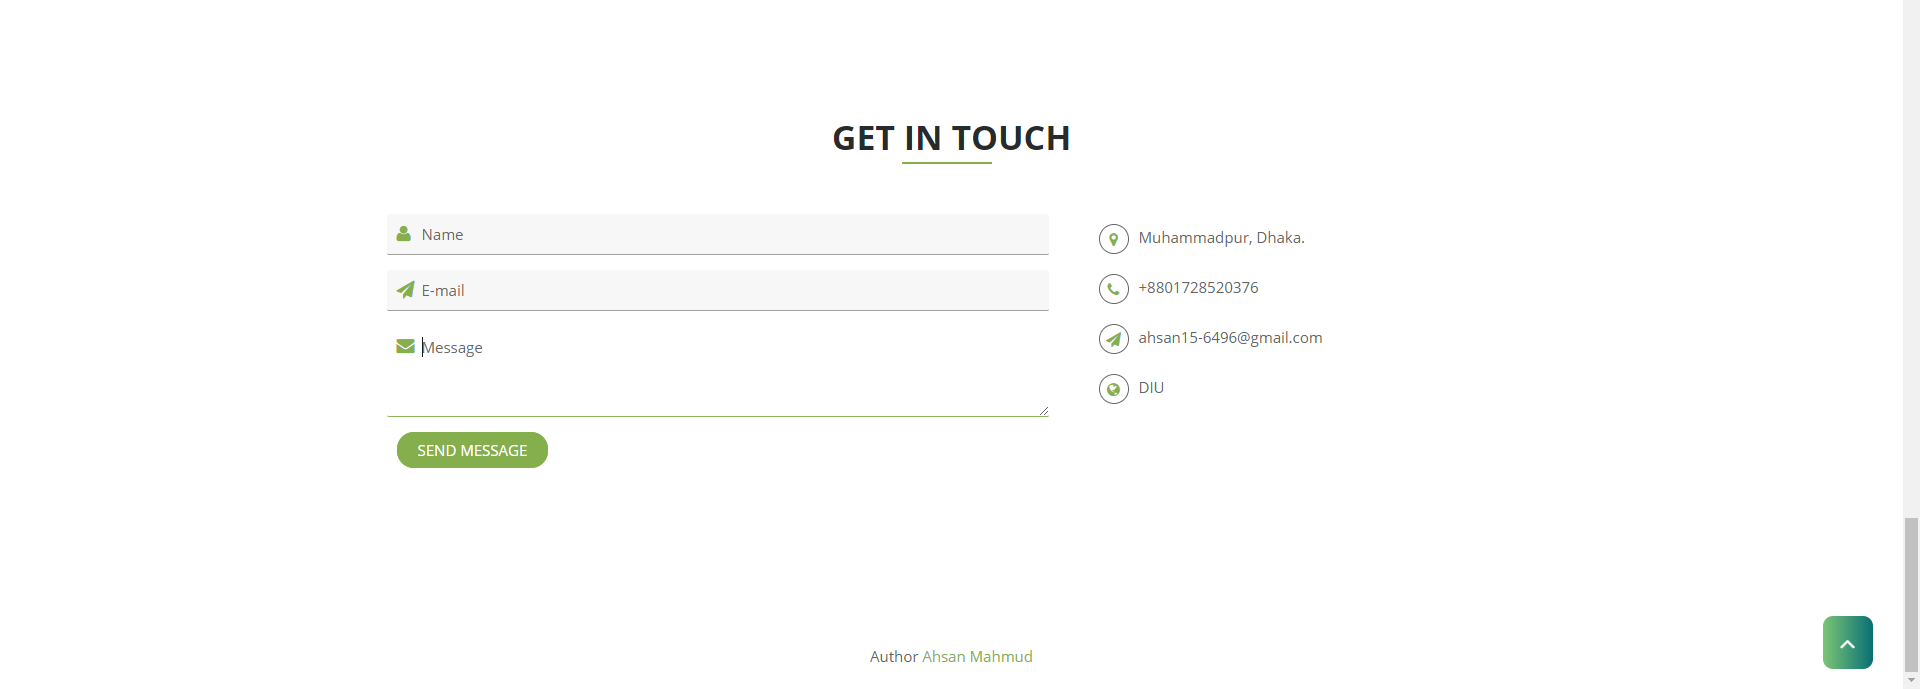 GET IN TOUCH
Name
E-mail
Message
SEND MESSAGE
Muhammadpur, Dhaka.
+8801728520376
ahsan15-6496@gmail.com
DIU
Author Ahsan Mahmud